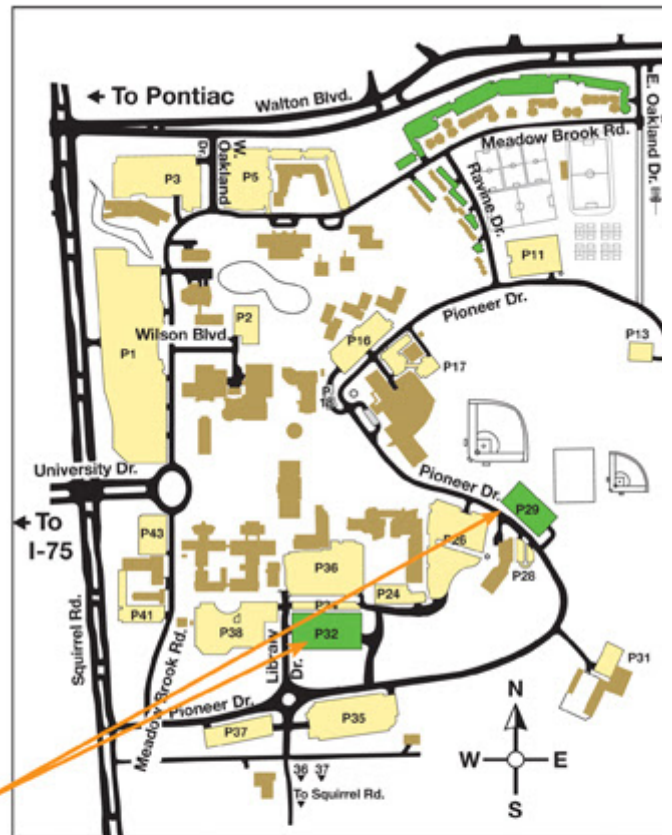 ← To Pontiac
Walton Blvd.
E. Oakland Dr.
Meadow Brook Rd.
W. Oakland
Dr.
P3
P5
Ravine Dr.
P11
Pioneer Dr.
P2
P16
P13
Wilson Blvd.
P1
P17
P
18
University Dr.
Pioneer Dr.
P29
← To
I-75
P43
P26
P36
P28
P24
P41
P38
P32
Library
Dr.
P31
Squirrel Rd.
Meadow Brook Rd.
Pioneer Dr.
P35
P37
N
W
E
S
36 37
To Squirrel Rd.